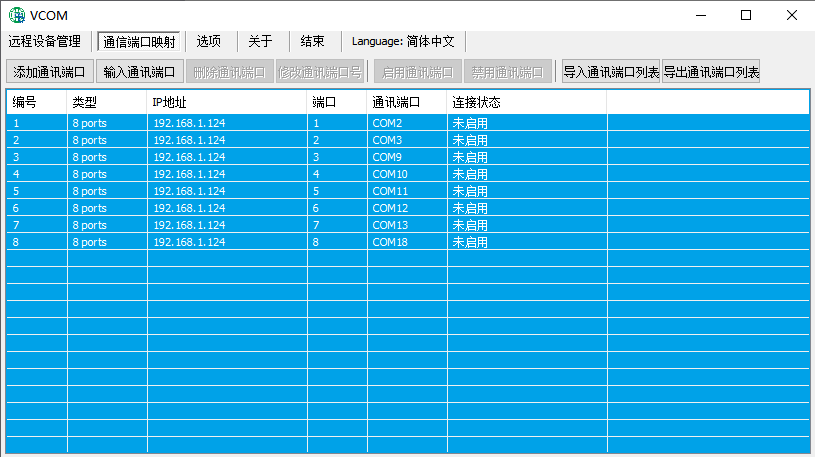 VCOM
远程设备管理 通信端口映射 选项 关于 结束 Language: 简体中文
添加通讯端口 输入通讯端口 删除通讯端口 修改通讯端口号 启用通讯端口 禁用通讯端口 导入通讯端口列表 导出通讯端口列表
编号 类型 IP地址 端口 通讯端口 连接状态
1 8 ports 192.168.1.124 1 COM2 未启用
2 8 ports 192.168.1.124 2 COM3 未启用
3 8 ports 192.168.1.124 3 COM9 未启用
4 8 ports 192.168.1.124 4 COM10 未启用
5 8 ports 192.168.1.124 5 COM11 未启用
6 8 ports 192.168.1.124 6 COM12 未启用
7 8 ports 192.168.1.124 7 COM13 未启用
8 8 ports 192.168.1.124 8 COM18 未启用